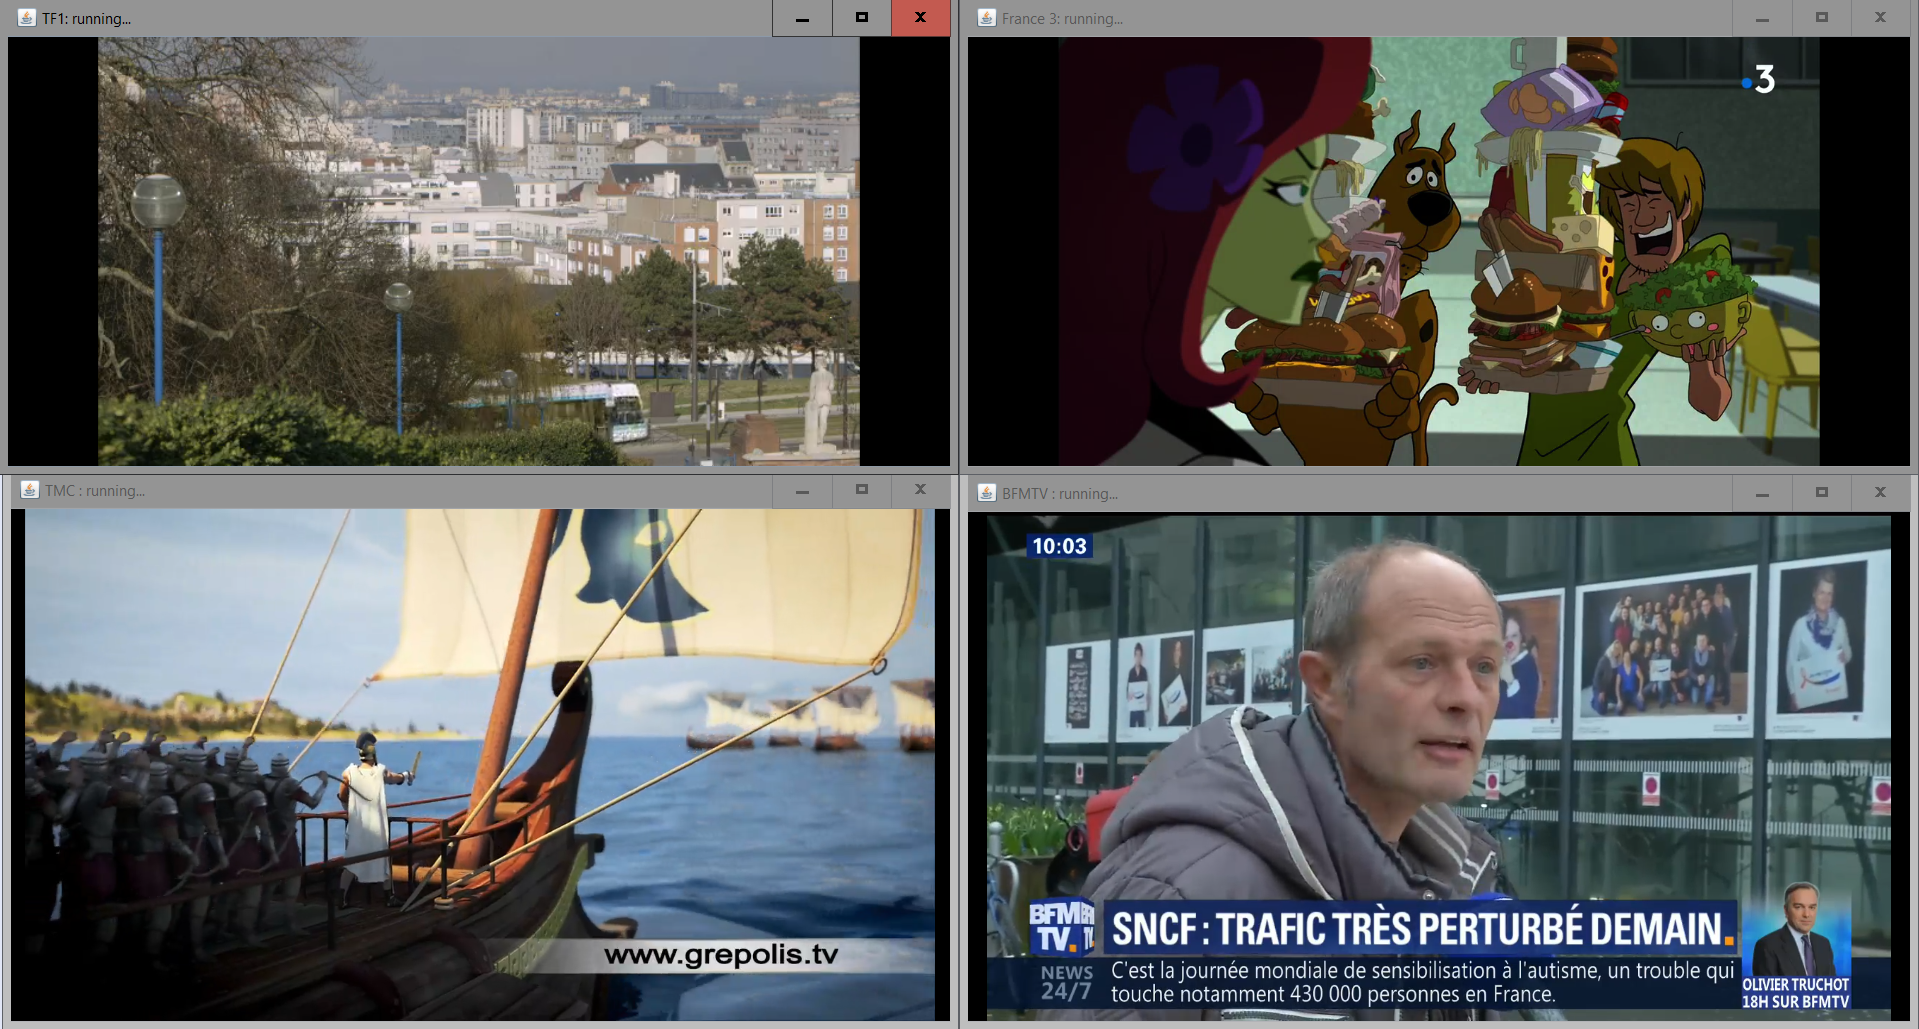 TF1: running...
France 3: running...
3
TMC : running...
www.grepolis.tv
BFMTV : running...
10:03
BFM
TV.
SNCF : TRAFIC TRÈS PERTURBÉ DEMAIN.
NEWS
24/7
C'est la journée mondiale de sensibilisation à l'autisme, un trouble qui
touche notamment 430 000 personnes en France.
OLIVIER TRUCHOT
18H SUR BFMTV